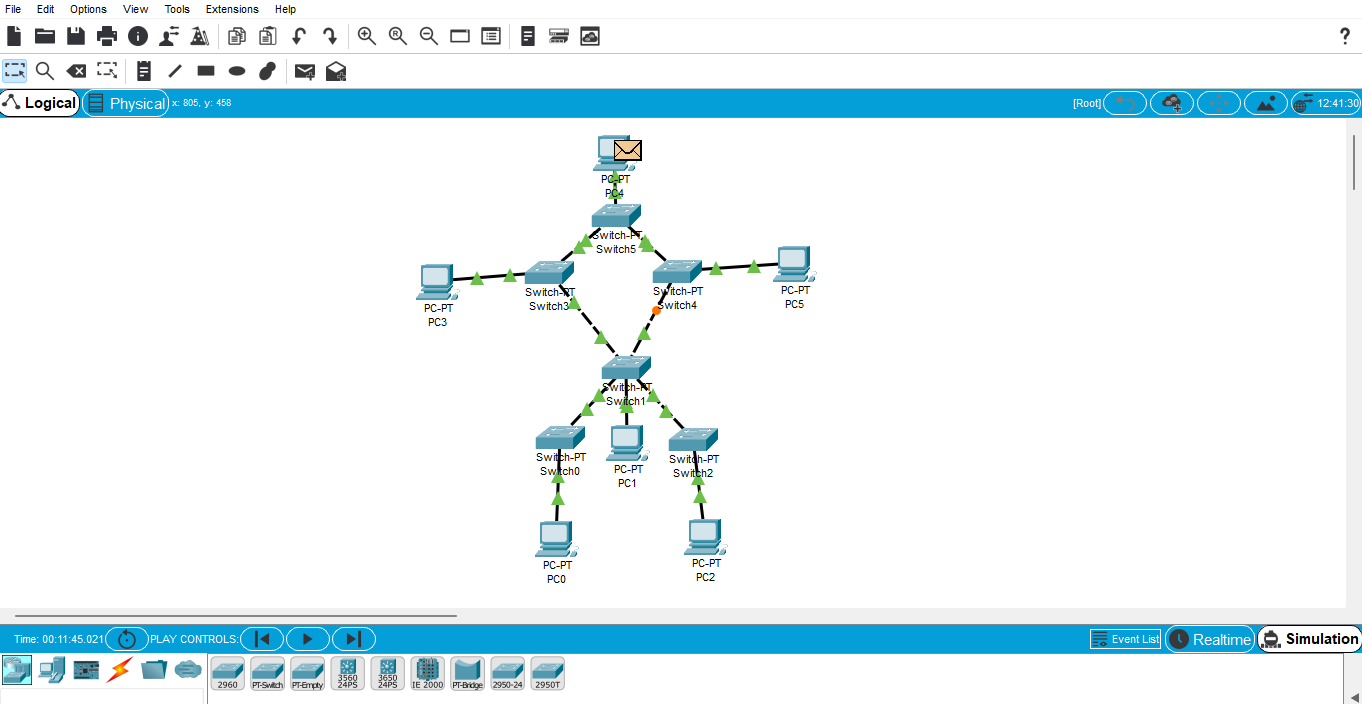 File Edit Options View Tools Extensions Help
?
Logical Physical x: 805, y: 458 [Root] 12:41:30
PC-PT
PC4
Switch-PT
Switch5
PC-PT
PC3
Switch-PT
Switch3
Switch-PT
Switch4
PC-PT
PC5
Switch-PT
Switch1
Switch-PT
Switch0
PC-PT
PC1
Switch-PT
Switch2
PC-PT
PC0
PC-PT
PC2
Time: 00:11:45.021 PLAY CONTROLS: Event List Realtime Simulation
2960 PT-Switch PT-Empty 3560 24PS 3650 24PS IE 2000 PT-Bridge 2950-24 2950T